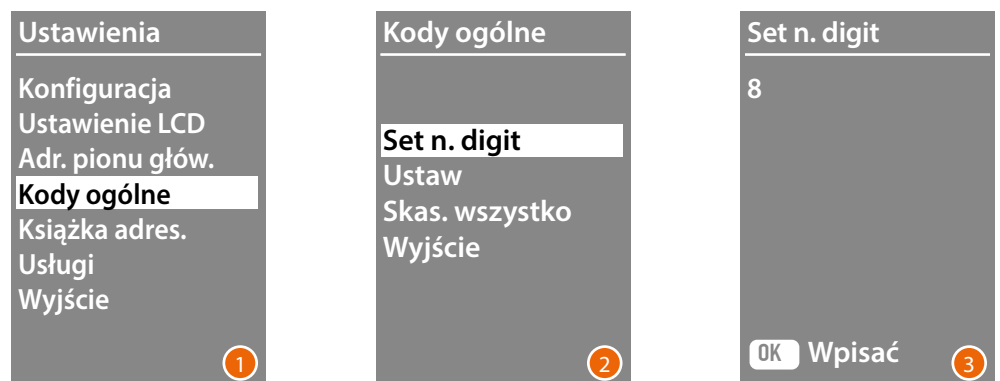 Ustawienia
Konfiguracja
Ustawienie LCD
Adr. pionu głów.
Kody ogólne
Książka adres.
Usługi
Wyjście
1
Kody ogólne
Set n. digit
Ustaw
Skas. wszystko
Wyjście
2
Set n. digit
8
OK Wpisać
3